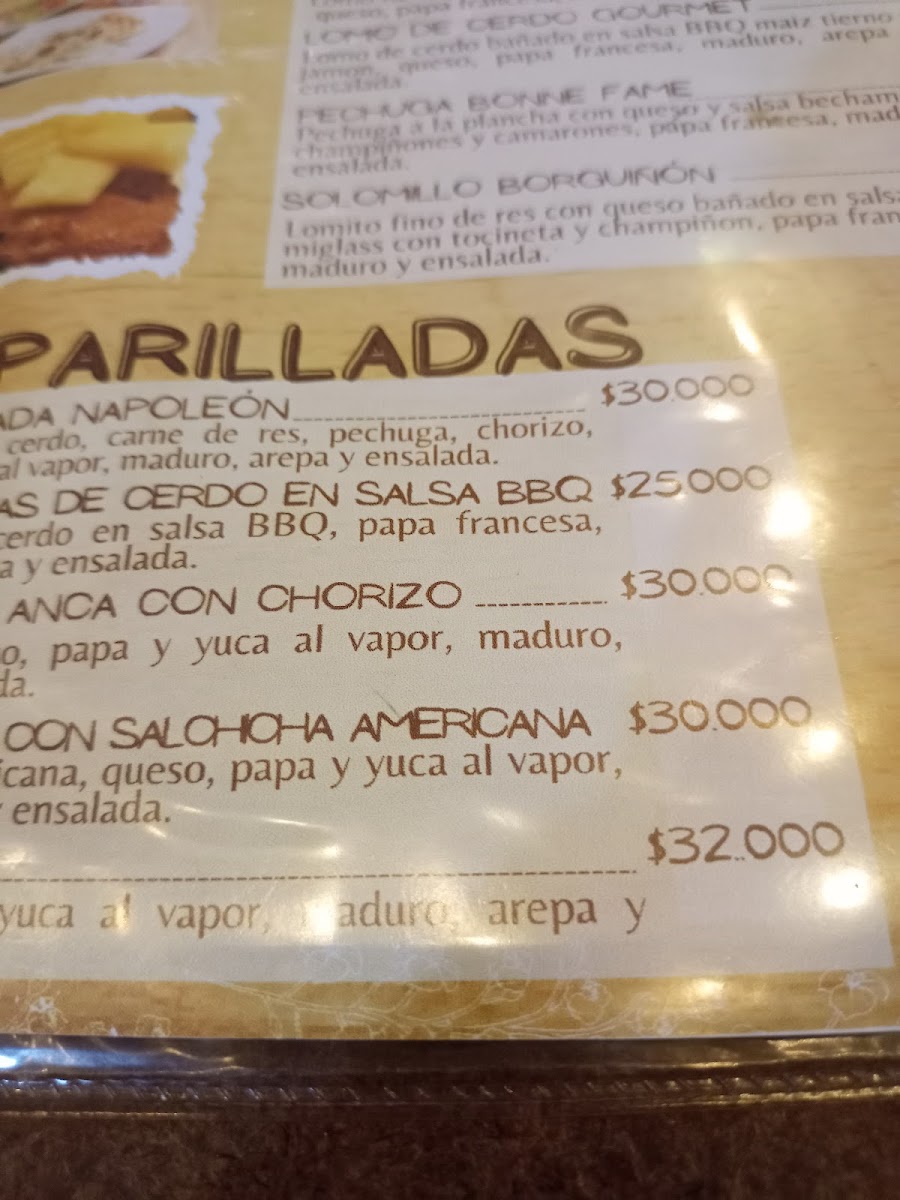 queso, papa
LOMO DE CERDO GOURMET
Lomo de cerdo bañado en salsa BBQ maiz tierno
jamon, queso, papa francesa, maduro, arepa
ensalada.
PECHUGA BONNE FAME
Pechuga a la plancha con queso y salsa becham
champiñones y camarones, papa francesa, mad
ensalada.
SOLOMILLO BORGUIÑÓN
Lomito fino de res con queso bañado en salsa
miglass con tocineta y champiñon, papa fran
maduro y ensalada.
PARILLADAS
ADA NAPOLEÓN $30.000
cerdo, carne de res, pechuga, chorizo,
al vapor, maduro, arepa y ensalada.
AS DE CERDO EN SALSA BBQ $25.000
cerdo en salsa BBQ, papa francesa,
a y ensalada.
ANCA CON CHORIZO $30.000
o, papa y yuca al vapor, maduro,
da.
CON SALCHICHA AMERICANA $30.000
icana, queso, papa y yuca al vapor,
y ensalada.
$32..000
yuca al vapor, maduro, arepa y